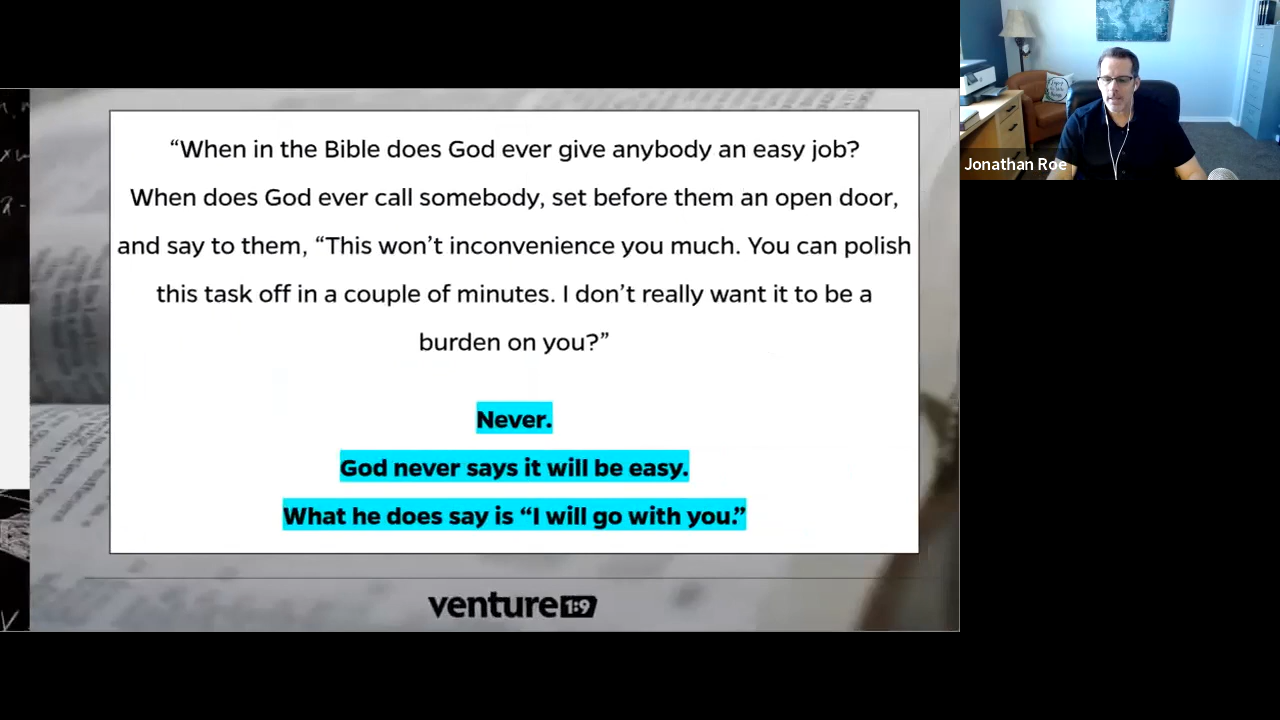 “When in the Bible does God ever give anybody an easy job?
When does God ever call somebody, set before them an open door,
and say to them, “This won’t inconvenience you much. You can polish
this task off in a couple of minutes. I don’t really want it to be a
burden on you?”
Never.
God never says it will be easy.
What he does say is “I will go with you.”
venture 1:9
Jonathan Roe